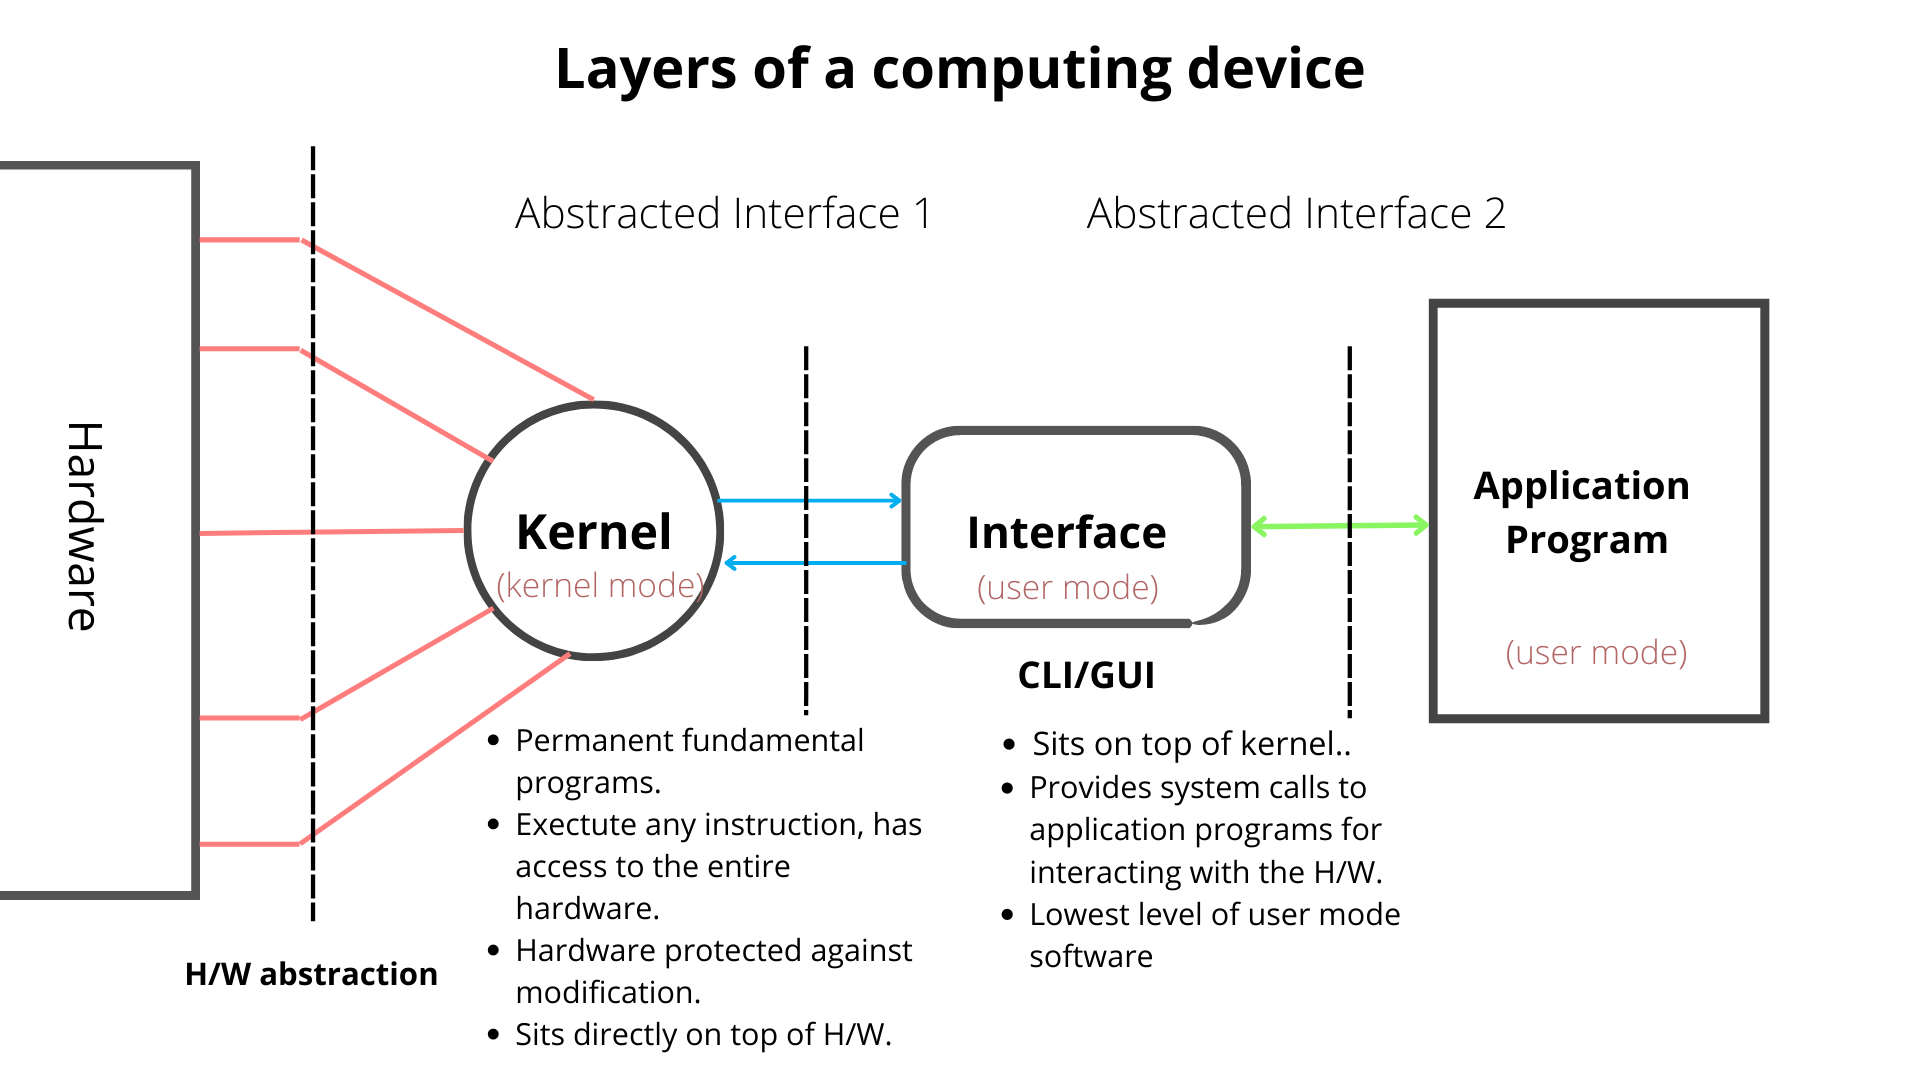 Layers of a computing device
Abstracted Interface 1
Abstracted Interface 2
Hardware
H/W abstraction
Kernel
(kernel mode)
• Permanent fundamental
programs.
• Exectute any instruction, has
access to the entire
hardware.
• Hardware protected against
modification.
• Sits directly on top of H/W.
Interface
(user mode)
CLI/GUI
• Sits on top of kernel..
• Provides system calls to
application programs for
interacting with the H/W.
• Lowest level of user mode
software
Application
Program
(user mode)